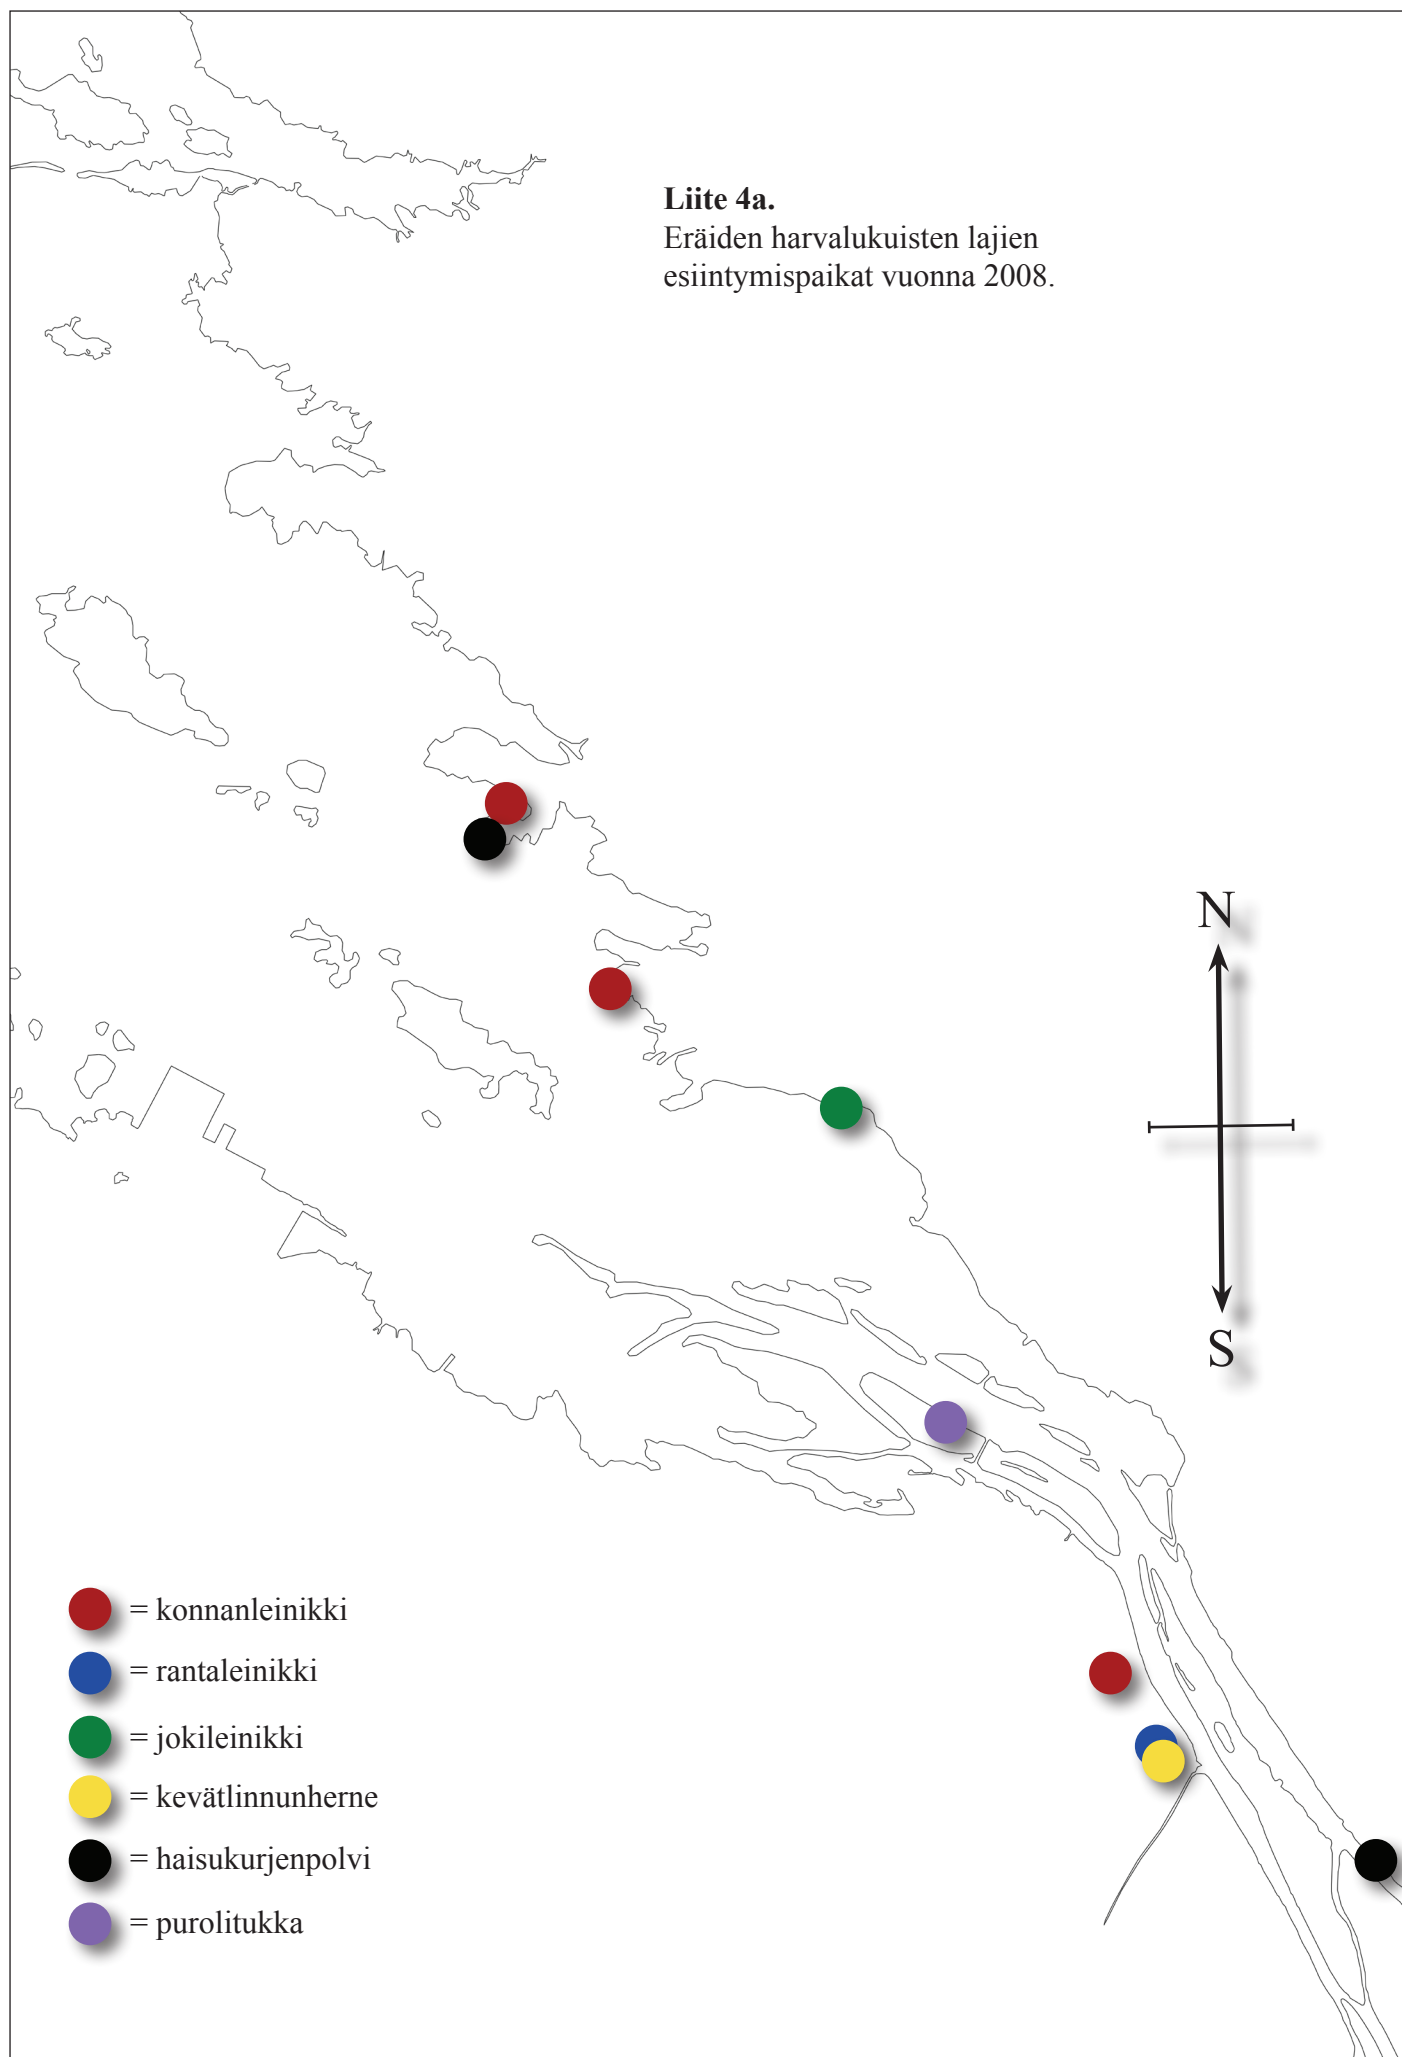 Liite 4a.
Eräiden harvalukuisten lajien
esiintymispaikat vuonna 2008.
N
S
= konnanleinikki
= rantaleinikki
= jokileinikki
= kevätlinnunherne
= haisukurjenpolvi
= purolitukka